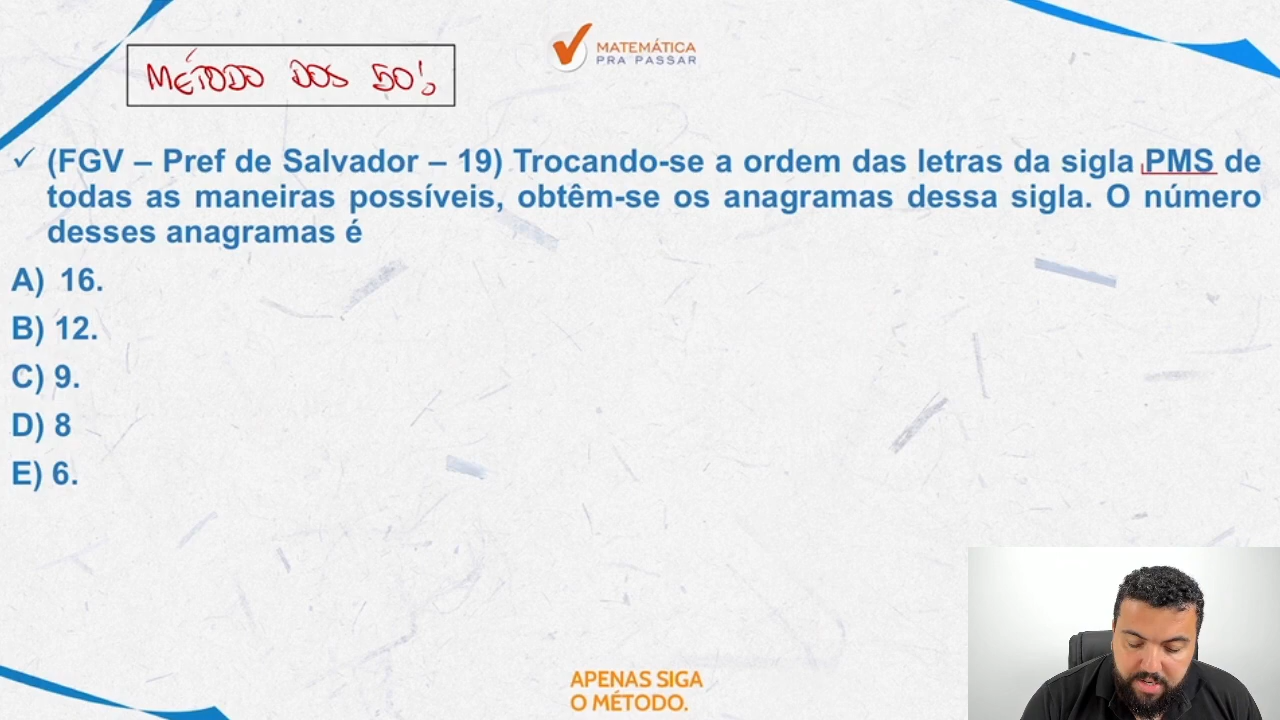 MÉTODO DOS 50%
MATEMÁTICA
PRA PASSAR
✓ (FGV – Pref de Salvador – 19) Trocando-se a ordem das letras da sigla PMS de
todas as maneiras possíveis, obtêm-se os anagramas dessa sigla. O número
desses anagramas é
A) 16.
B) 12.
C) 9.
D) 8
E) 6.
APENAS SIGA
O MÉTODO.